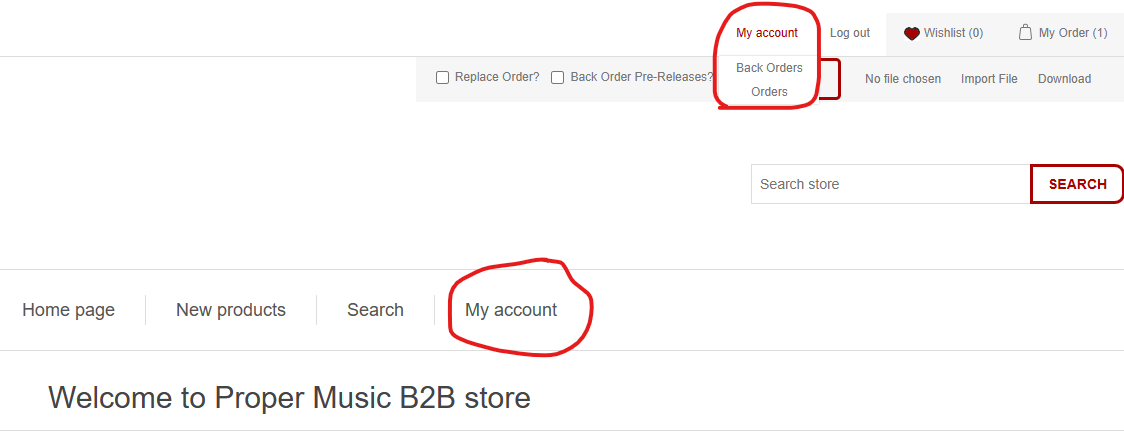 My account Log out Wishlist (0) My Order (1)
Replace Order? Back Order Pre-Releases? Back Orders No file chosen Import File Download
Orders
Search store SEARCH
Home page New products Search My account
Welcome to Proper Music B2B store